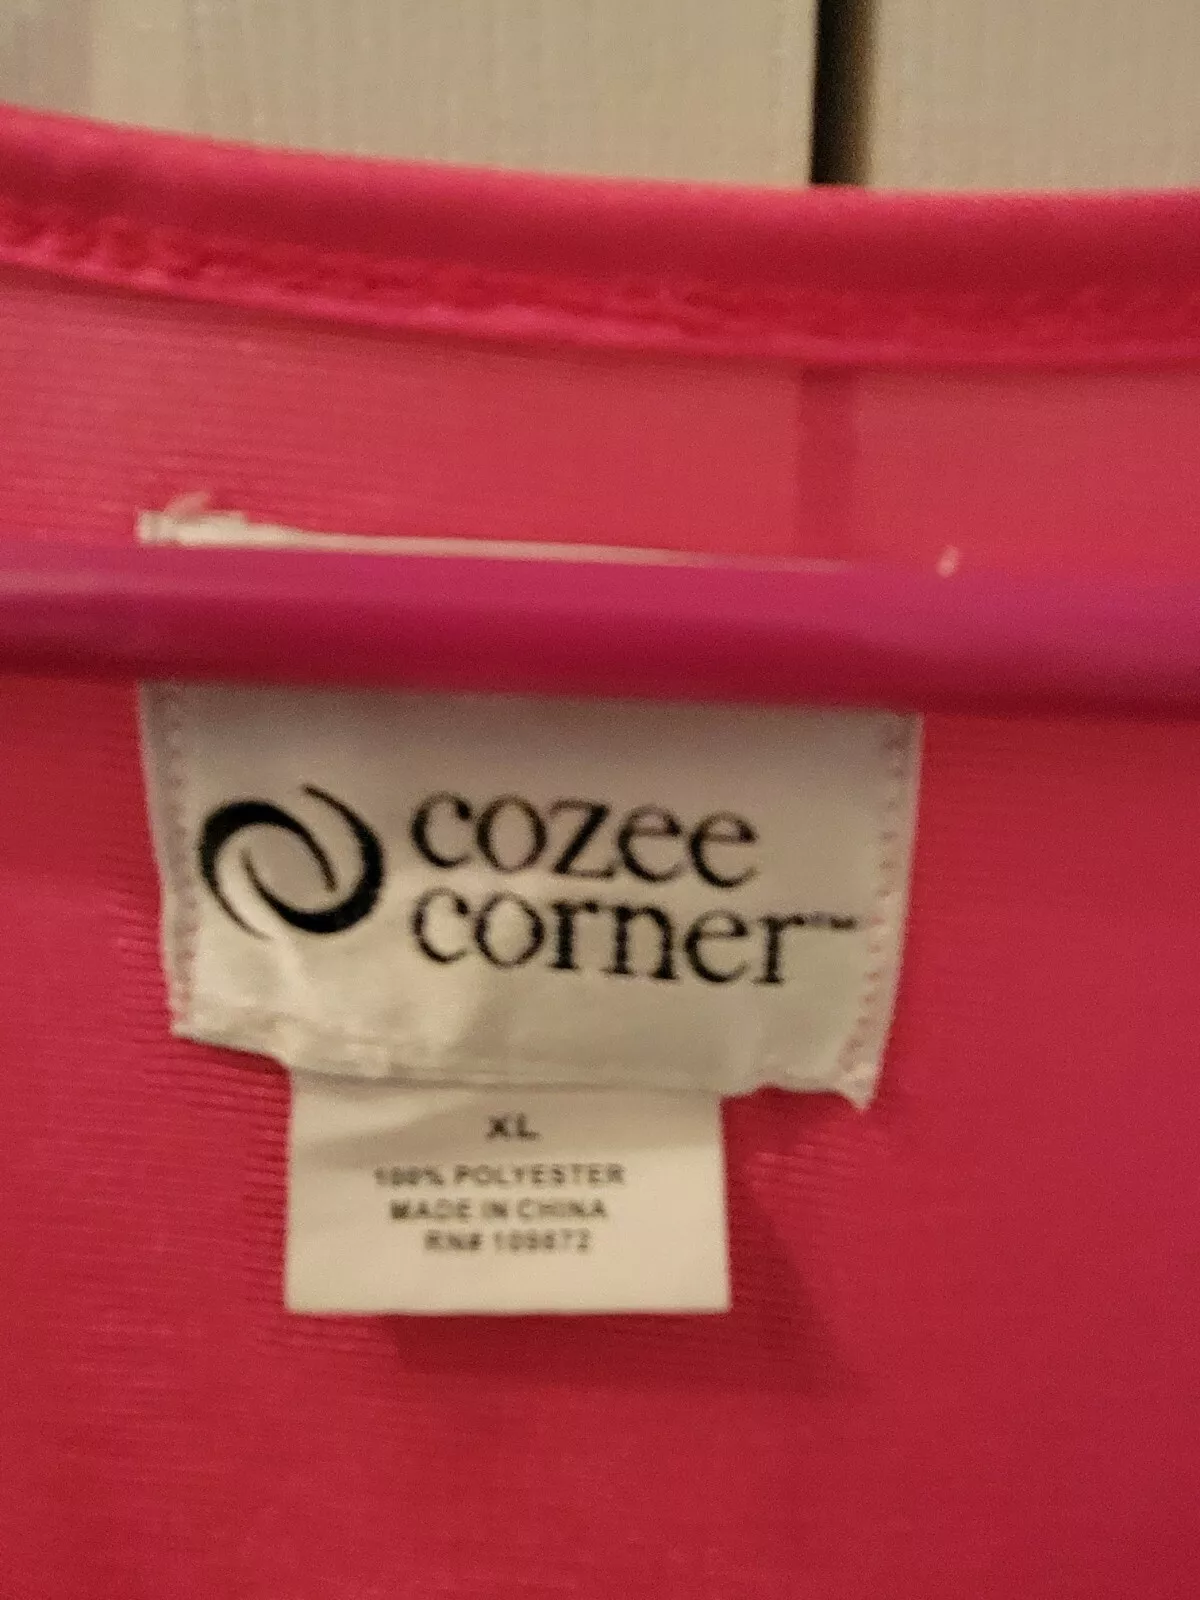 cozee
corner™
XL
100% POLYESTER
MADE IN CHINA
RN#